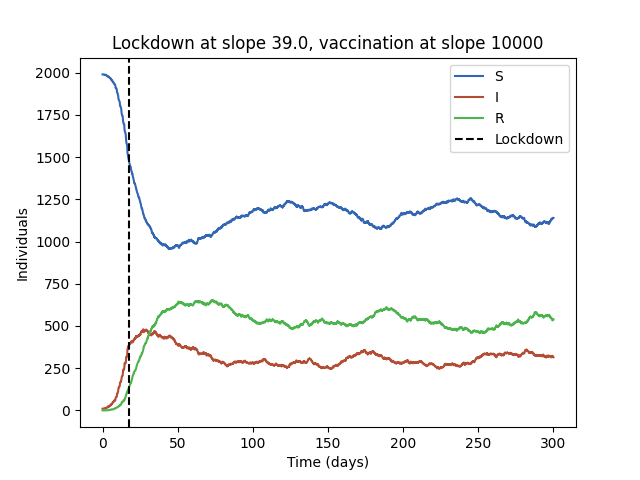 Lockdown at slope 39.0, vaccination at slope 10000
S
I
R
Lockdown
Individuals
2000
1750
1500
1250
1000
750
500
250
0
0 50 100 150 200 250 300
Time (days)